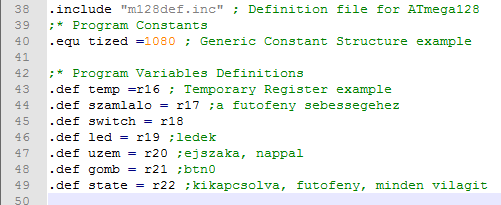 38 .include "m128def.inc" ; Definition file for ATmega128
39 ;* Program Constants
40 .equ tized =1080 ; Generic Constant Structure example
41
42 ;* Program Variables Definitions
43 .def temp =r16 ; Temporary Register example
44 .def szamlalo = r17 ;a futofeny sebessegehez
45 .def switch = r18
46 .def led = r19 ;ledek
47 .def uzem = r20 ;ejszaka, nappal
48 .def gomb = r21 ;btn0
49 .def state = r22 ;kikapcsolva, futofeny, minden vilagit
50